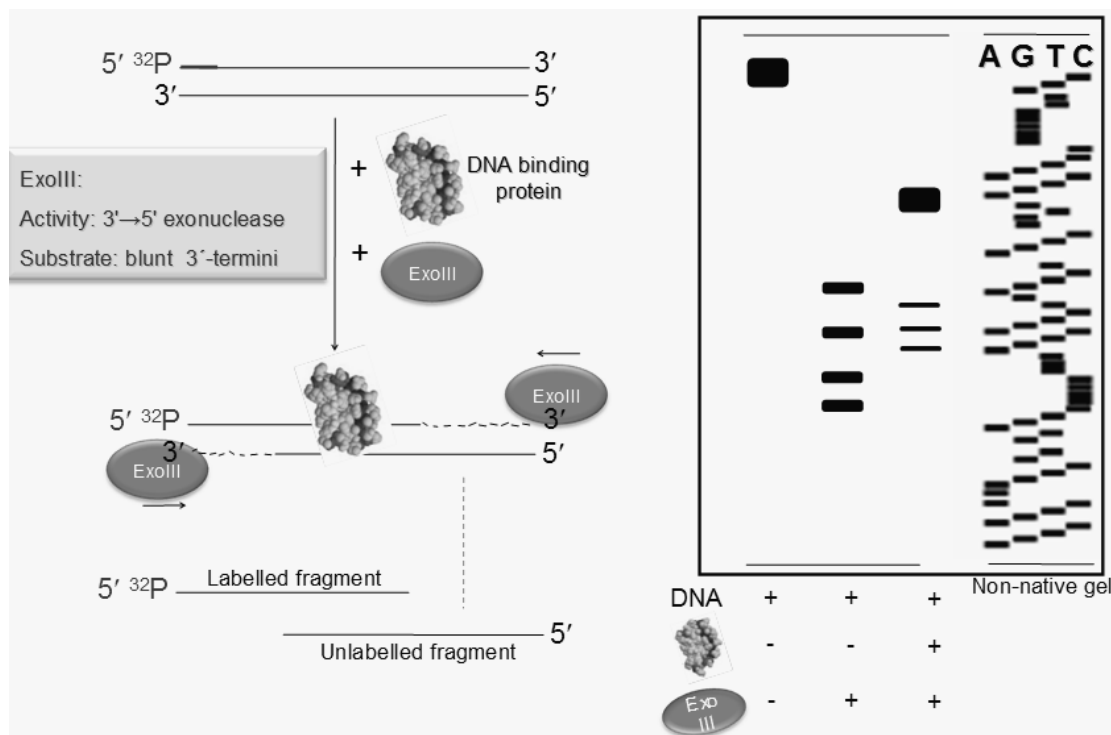 5′ ³²P
3′
3′
5′
+
DNA binding
protein
ExoIII:
Activity: 3'→5' exonuclease
Substrate: blunt 3´-termini
+
ExoIII
ExoIII
5′ ³²P
3′
3′
5′
ExoIII
5′ ³²P
Labelled fragment
5′
Unlabelled fragment
A G T C
Non-native gel
DNA + + +
- - +
Exo
III
- + +